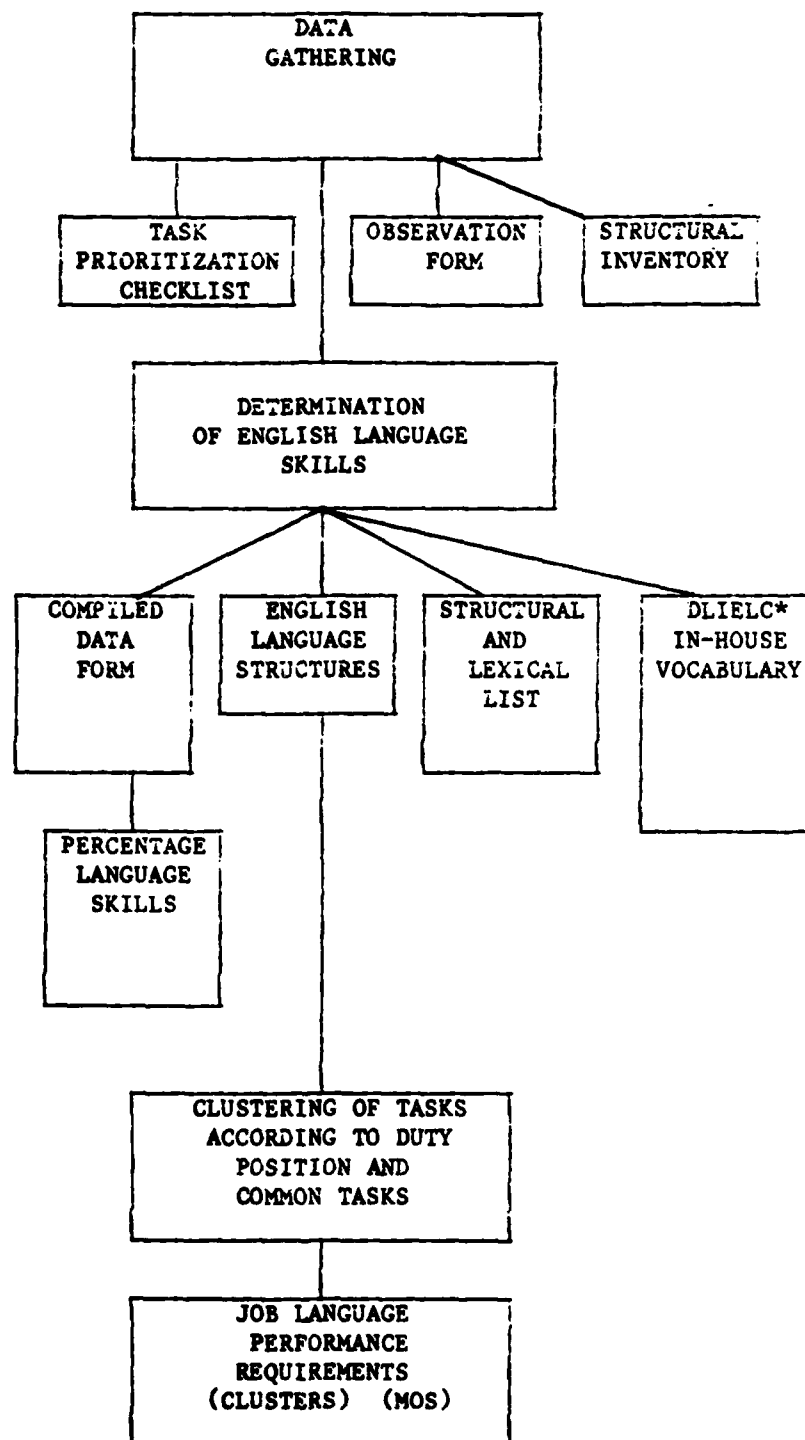 DATA
GATHERING
TASK
PRIORITIZATION
CHECKLIST
OBSERVATION
FORM
STRUCTURAL
INVENTORY
DETERMINATION
OF ENGLISH LANGUAGE
SKILLS
COMPILED
DATA
FORM
ENGLISH
LANGUAGE
STRUCTURES
STRUCTURAL
AND
LEXICAL
LIST
DLIELC*
IN-HOUSE
VOCABULARY
PERCENTAGE
LANGUAGE
SKILLS
CLUSTERING OF TASKS
ACCORDING TO DUTY
POSITION AND
COMMON TASKS
JOB LANGUAGE
PERFORMANCE
REQUIREMENTS
(CLUSTERS) (MOS)